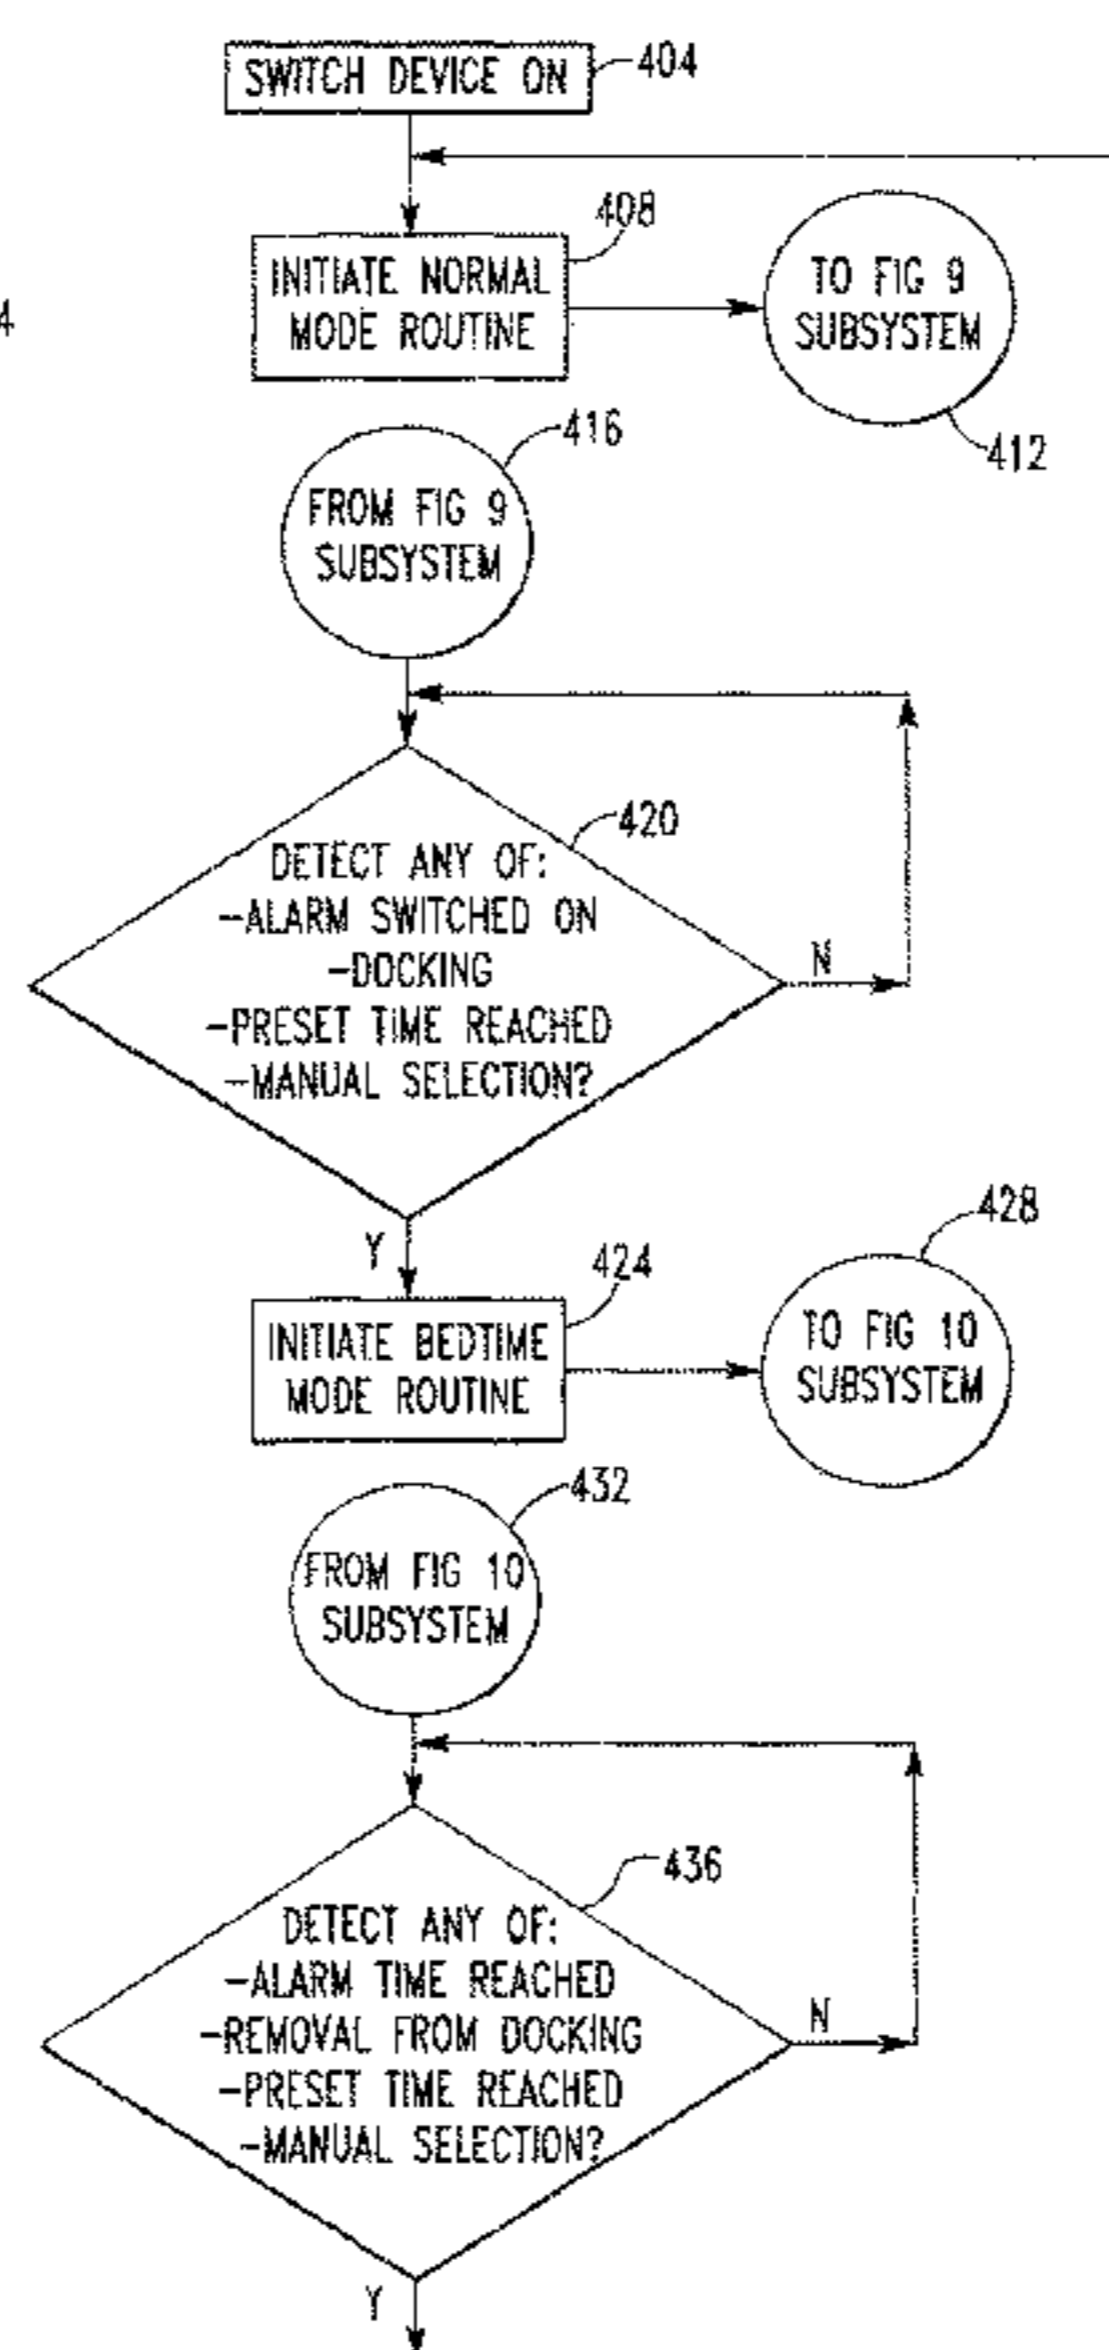 SWITCH DEVICE ON
404
408
INITIATE NORMAL
MODE ROUTINE
TO FIG 9
SUBSYSTEM
412
4
416
FROM FIG 9
SUBSYSTEM
420
DETECT ANY OF:
-ALARM SWITCHED ON
-DOCKING
-PRESET TIME REACHED
-MANUAL SELECTION?
N
Y
424
INITIATE BEDTIME
MODE ROUTINE
428
TO FIG 10
SUBSYSTEM
432
FROM FIG 10
SUBSYSTEM
436
DETECT ANY OF:
-ALARM TIME REACHED
-REMOVAL FROM DOCKING
-PRESET TIME REACHED
-MANUAL SELECTION?
N
Y